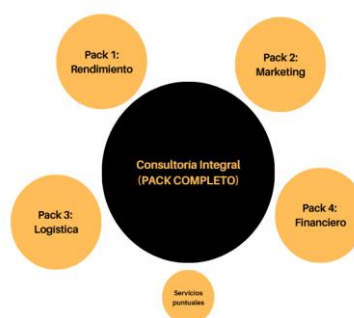 Pack 1:
Rendimiento
Pack 2:
Marketing
Consultoría Integral
(PACK COMPLETO)
Pack 3:
Logística
Pack 4:
Financiero
Servicios
puntuales